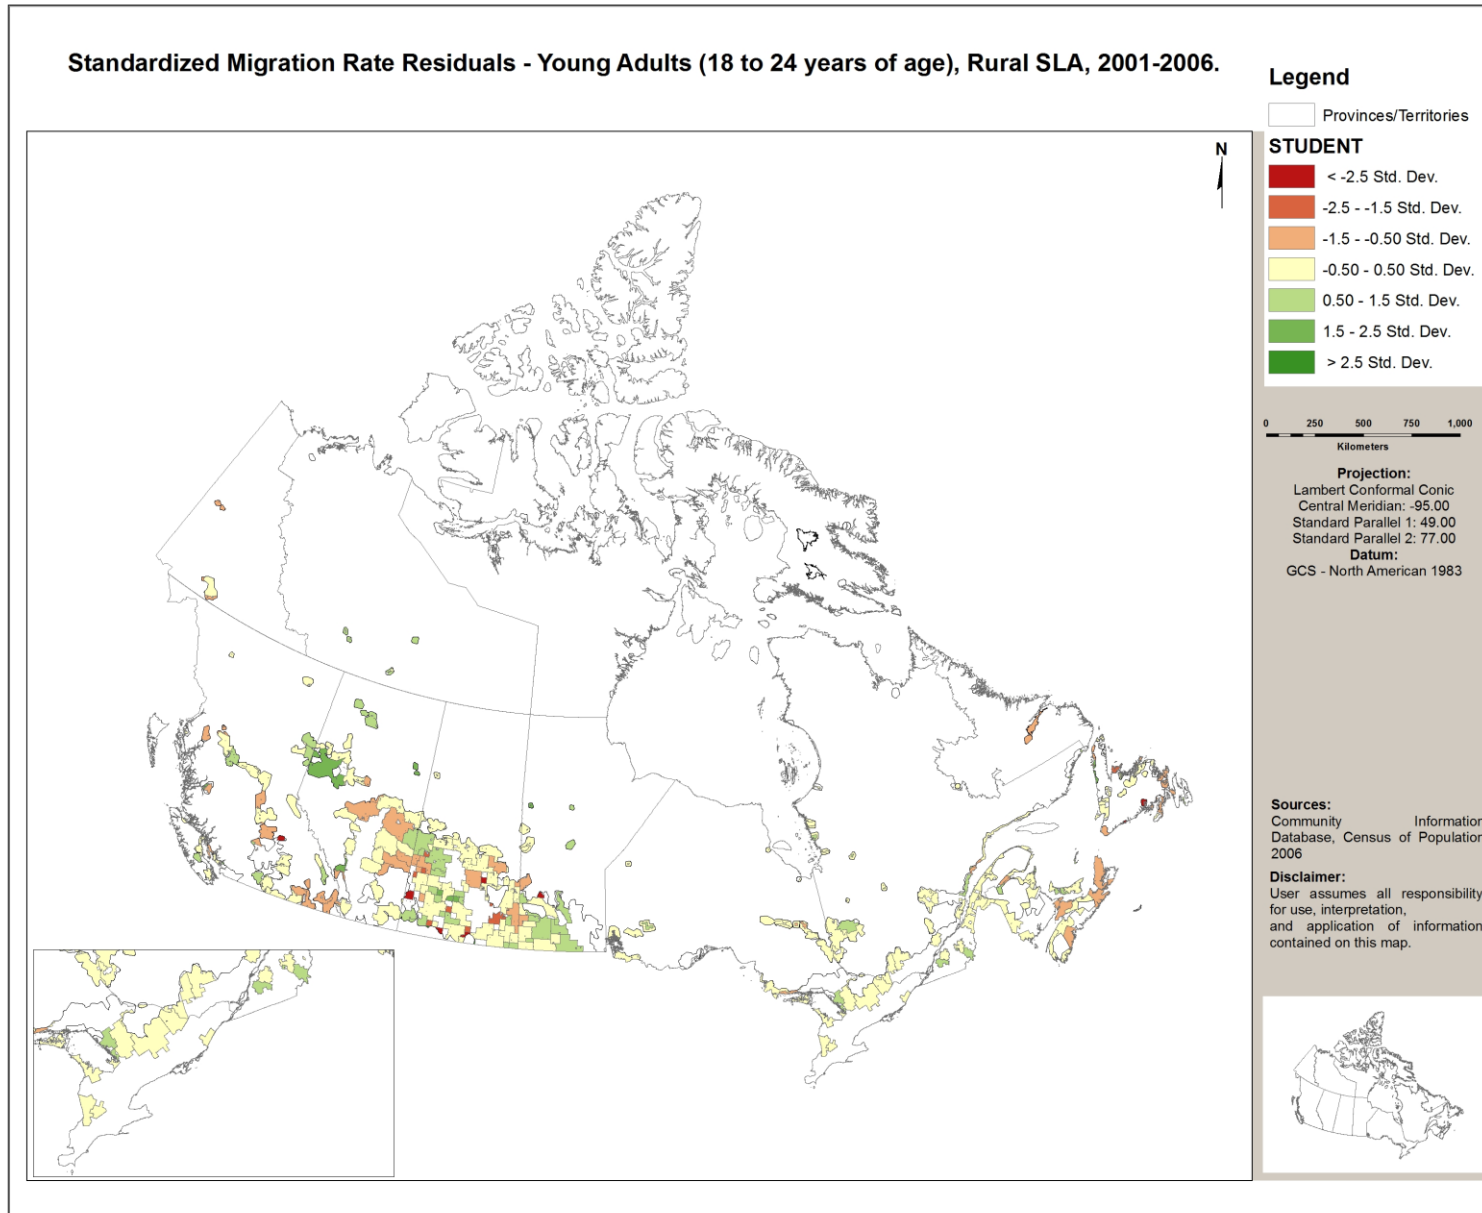 Standardized Migration Rate Residuals - Young Adults (18 to 24 years of age), Rural SLA, 2001-2006.
Legend
Provinces/Territories
STUDENT
< -2.5 Std. Dev.
-2.5 - -1.5 Std. Dev.
-1.5 - -0.50 Std. Dev.
-0.50 - 0.50 Std. Dev.
0.50 - 1.5 Std. Dev.
1.5 - 2.5 Std. Dev.
> 2.5 Std. Dev.
N
0 250 500 750 1,000
Kilometers
Projection:
Lambert Conformal Conic
Central Meridian: -95.00
Standard Parallel 1: 49.00
Standard Parallel 2: 77.00
Datum:
GCS - North American 1983
Sources:
Community Information
Database, Census of Population
2006
Disclaimer:
User assumes all responsibility
for use, interpretation,
and application of information
contained on this map.